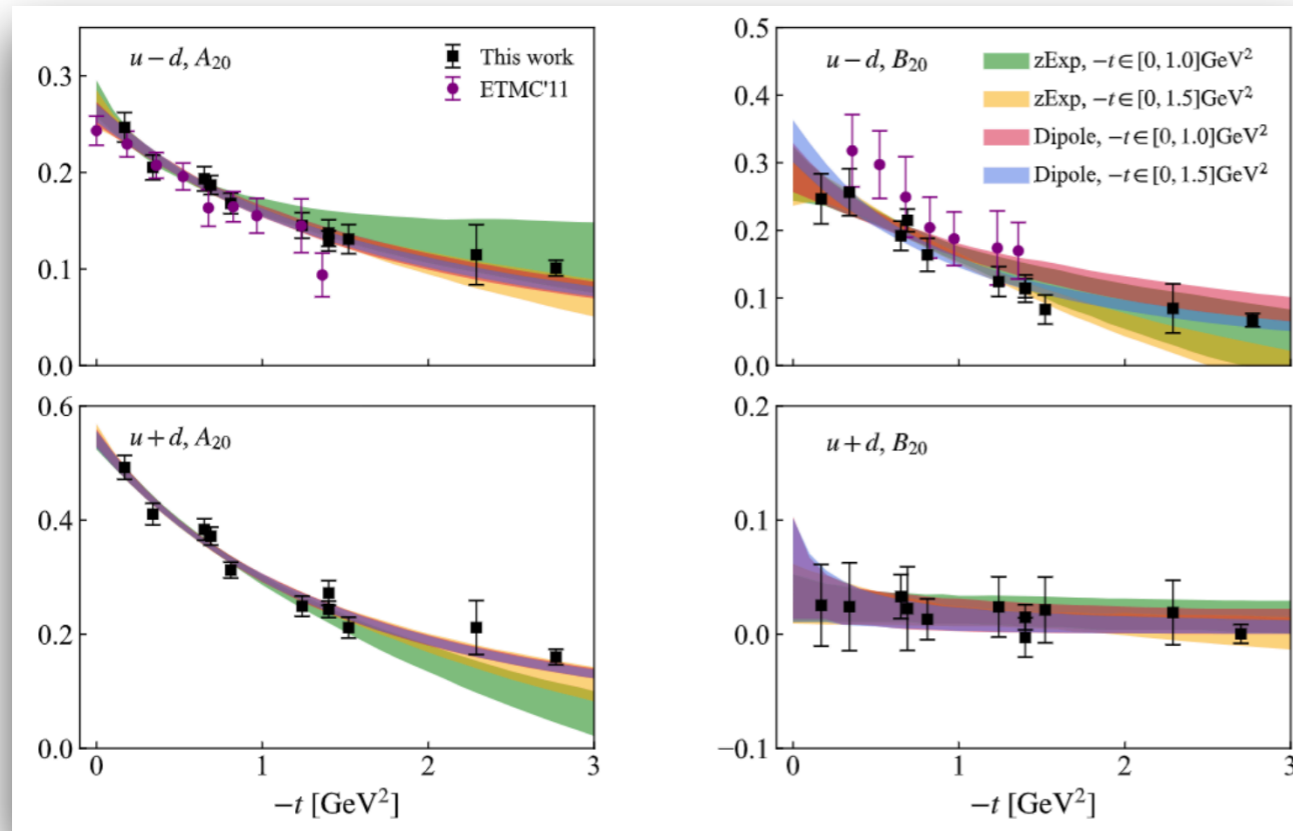 u − d, A₂₀
This work
ETMC'11
0.3
0.2
0.1
0.0
u − d, B₂₀
zExp, −t∈[0, 1.0]GeV²
zExp, −t∈[0, 1.5]GeV²
Dipole, −t∈[0, 1.0]GeV²
Dipole, −t∈[0, 1.5]GeV²
0.5
0.4
0.3
0.2
0.1
0.0
u + d, A₂₀
0.6
0.4
0.2
0.0
0 1 2 3
−t [GeV²]
u + d, B₂₀
0.2
0.1
0.0
−0.1
0 1 2 3
−t [GeV²]